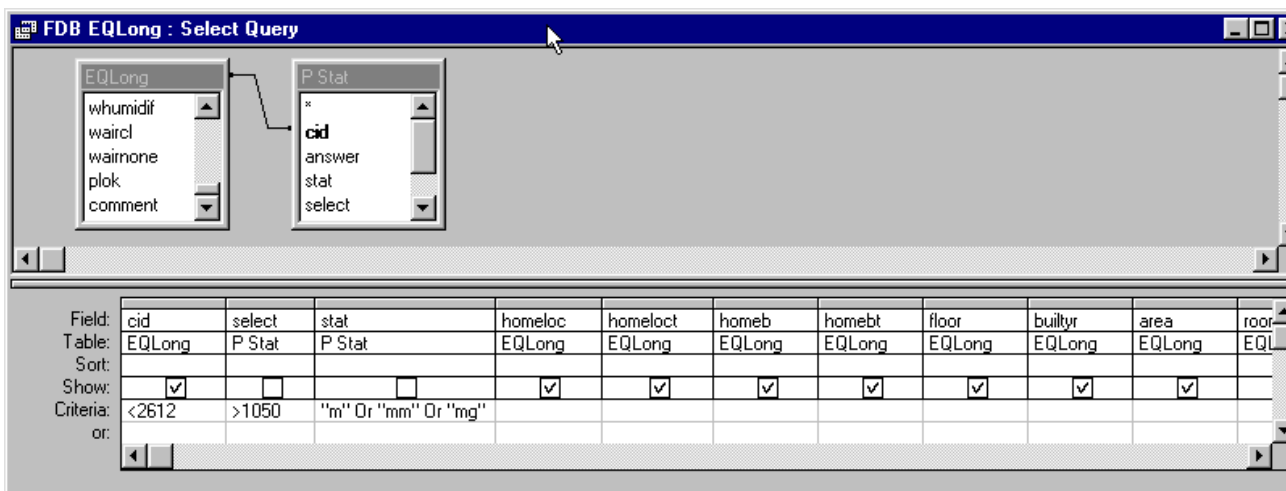 FDB EQLong : Select Query
EQLong
whumidif
waircl
wairnone
plok
comment
P Stat
*
cid
answer
stat
select
Field: cid select stat homeloc homeloct homeb homebt floor builtyr area roor
Table: EQLong P Stat P Stat EQLong EQLong EQLong EQLong EQLong EQLong EQLong EQL
Sort:
Show:
Criteria: <2612 >1050 "m" Or "mm" Or "mg"
or: